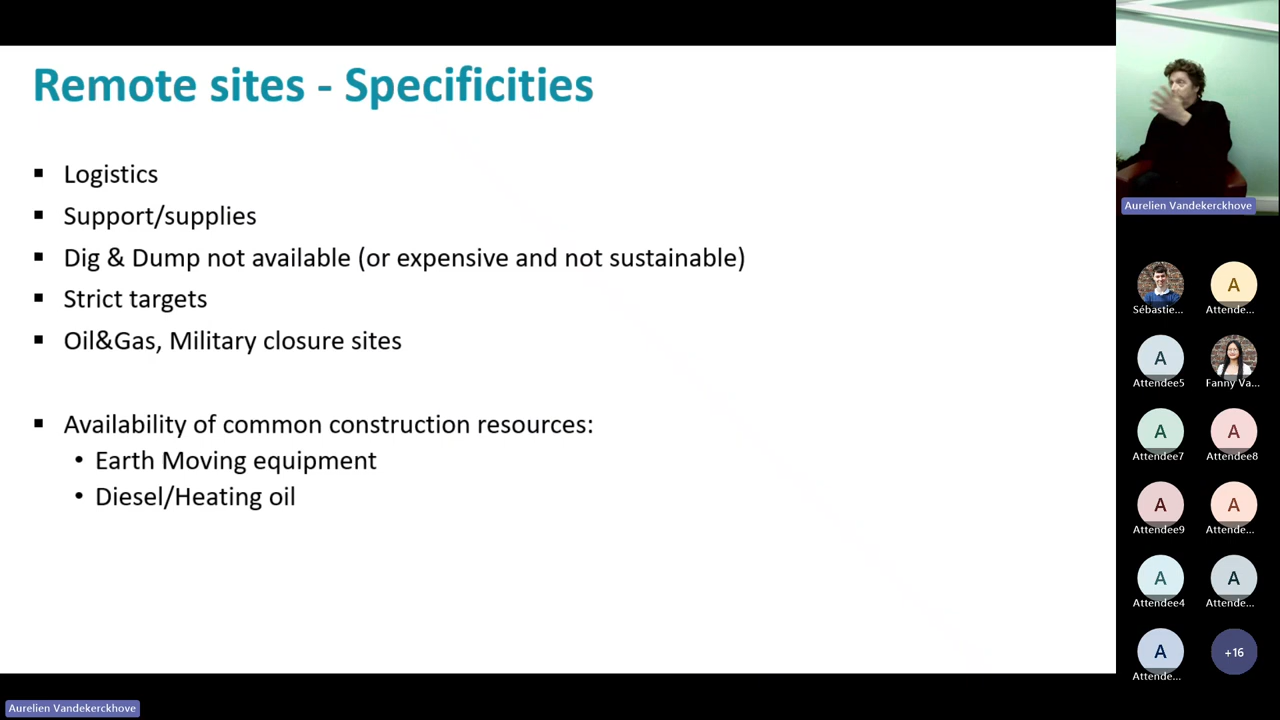 Remote sites - Specificities
Logistics
Support/supplies
Dig & Dump not available (or expensive and not sustainable)
Strict targets
Oil&Gas, Military closure sites
Availability of common construction resources:
Earth Moving equipment
Diesel/Heating oil
Aurelien Vandekerckhove
Sébastie...
A
Attende...
A
Attendee5
Fanny Va...
A
Attendee7
A
Attendee8
A
Attendee9
A
Attende...
A
Attendee4
A
Attende...
A
Attende...
+16
Aurelien Vandekerckhove